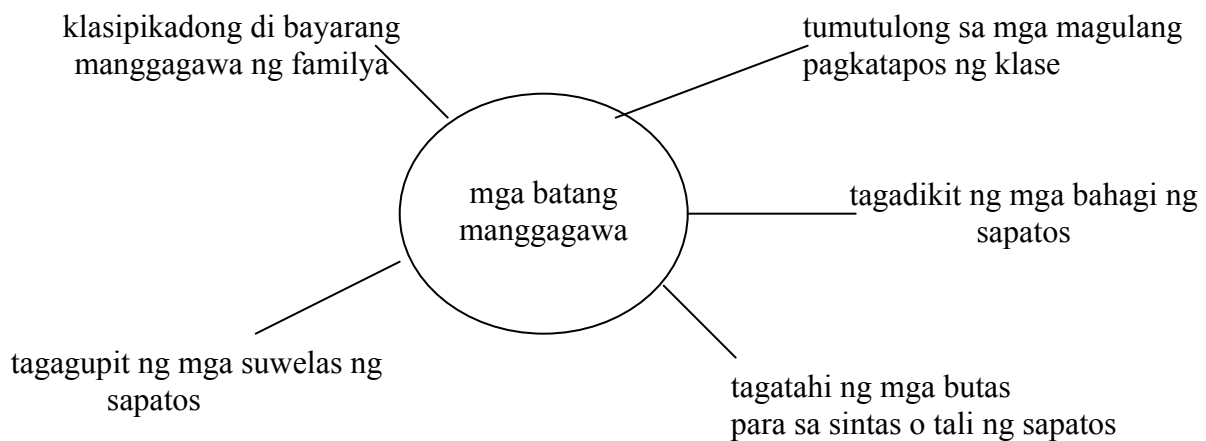 klasipikadong di bayarang
manggagawa ng familya
tumutulong sa mga magulang
pagkatapos ng klase
mga batang
manggagawa
tagadikit ng mga bahagi ng
sapatos
tagagupit ng mga suwelas ng
sapatos
tagatahi ng mga butas
para sa sintas o tali ng sapatos